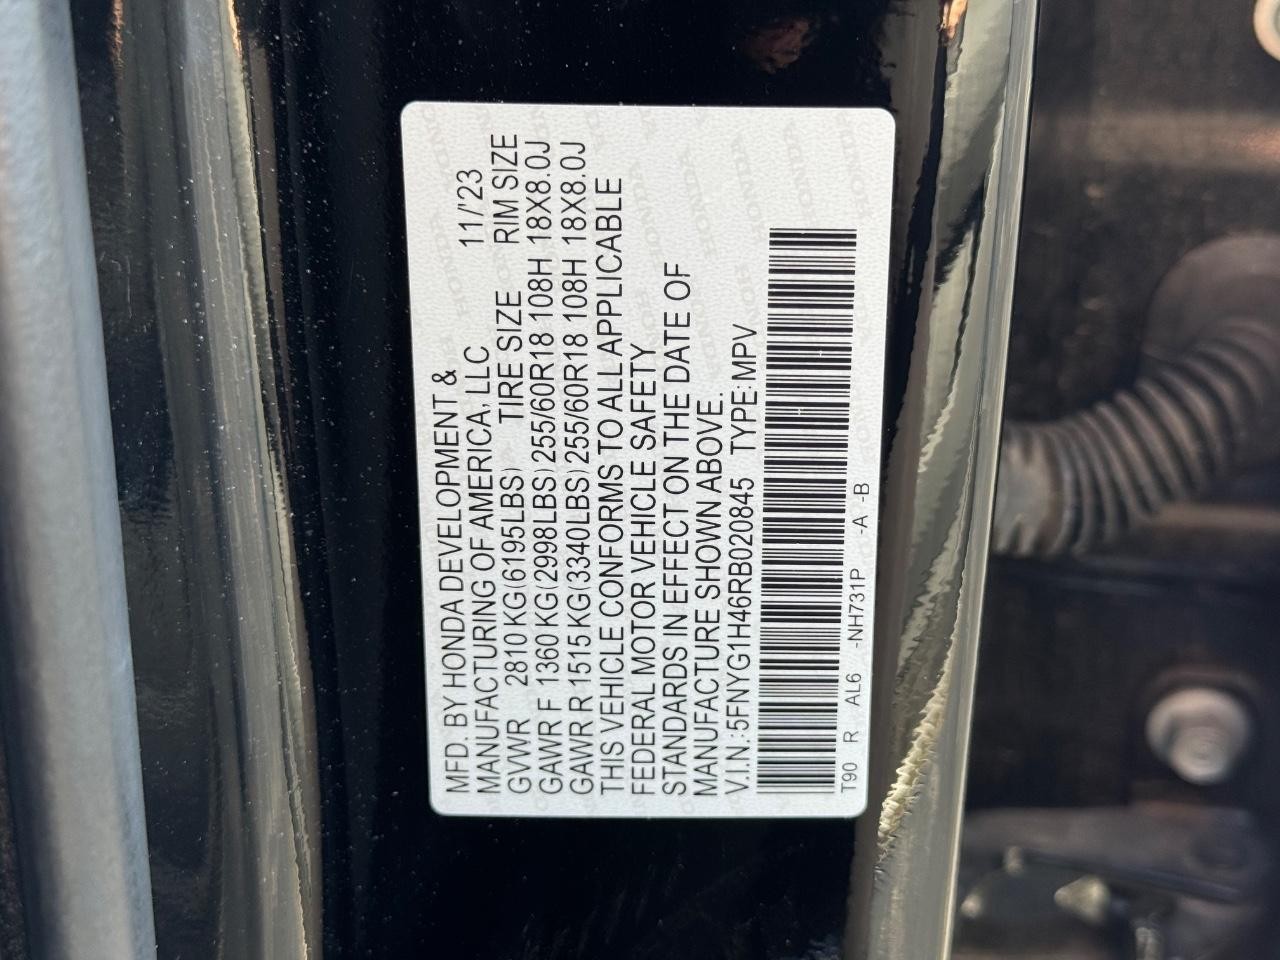 MFD. BY HONDA DEVELOPMENT &
MANUFACTURING OF AMERICA, LLC 11/'23
GVWR 2810 KG(6195LBS) TIRE SIZE RIM SIZE
GAWR F 1360 KG(2998LBS) 255/60R18 108H 18X8.0J
GAWR R 1515 KG(3340LBS) 255/60R18 108H 18X8.0J
THIS VEHICLE CONFORMS TO ALL APPLICABLE
FEDERAL MOTOR VEHICLE SAFETY
STANDARDS IN EFFECT ON THE DATE OF
MANUFACTURE SHOWN ABOVE.
V.I.N.:5FNYG1H46RB020845 TYPE:MPV
T90 R AL6 -NH731P -A -B